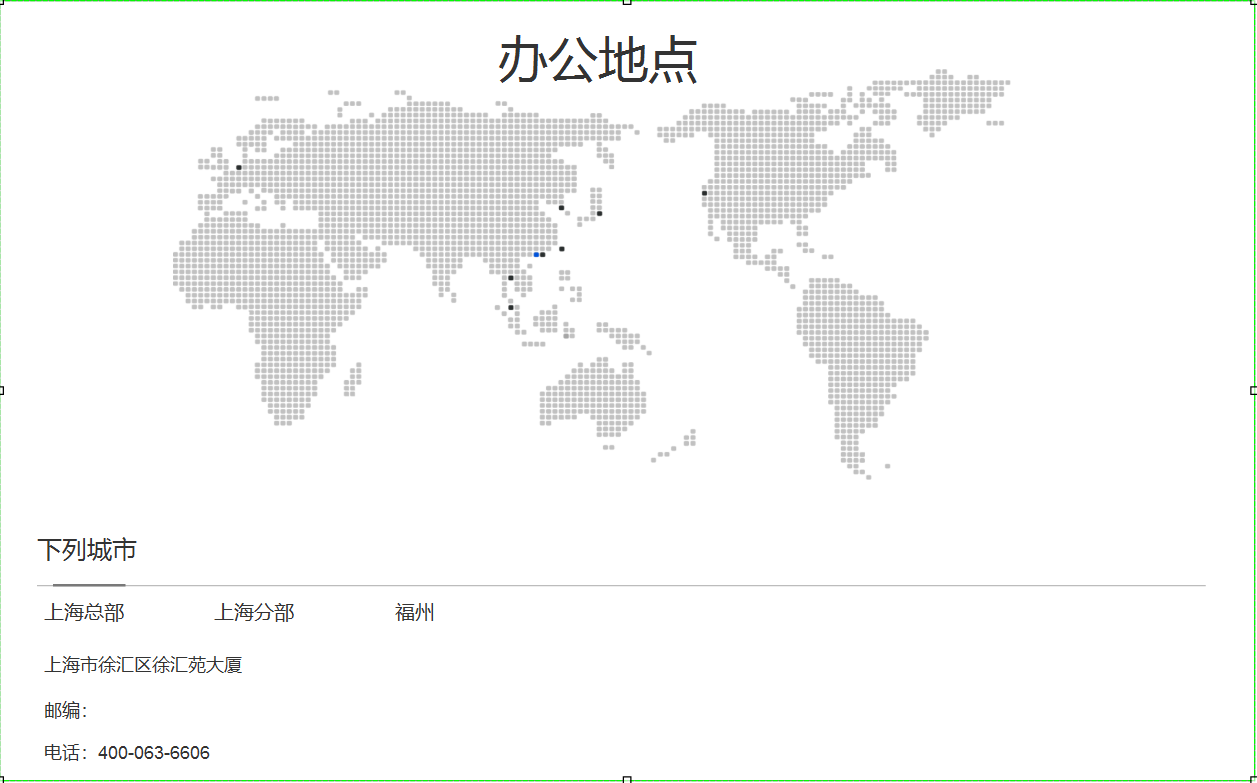 办公地点
下列城市
上海总部 上海分部 福州
上海市徐汇区徐汇苑大厦
邮编：
电话：400-063-6606